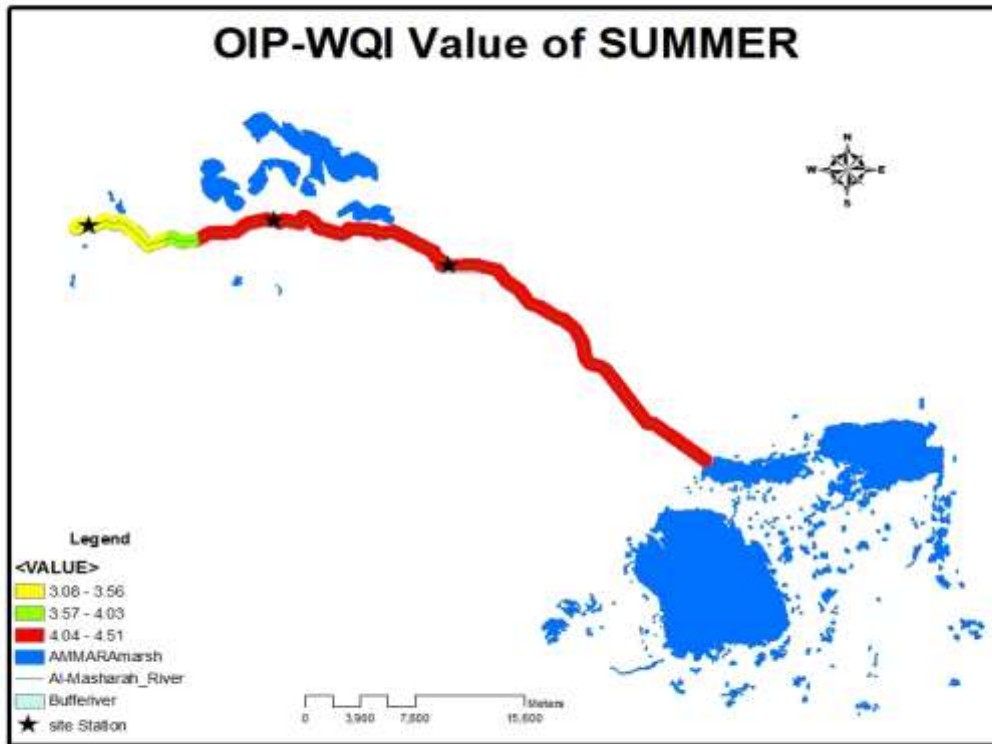 OIP-WQI Value of SUMMER
N
W E
S
Legend
<VALUE>
3.08 - 3.56
3.57 - 4.03
4.04 - 4.51
AMMARAmarsh
Al-Masharah_River
Bufferiver
site Station
Meters
0 3,900 7,800 15,600